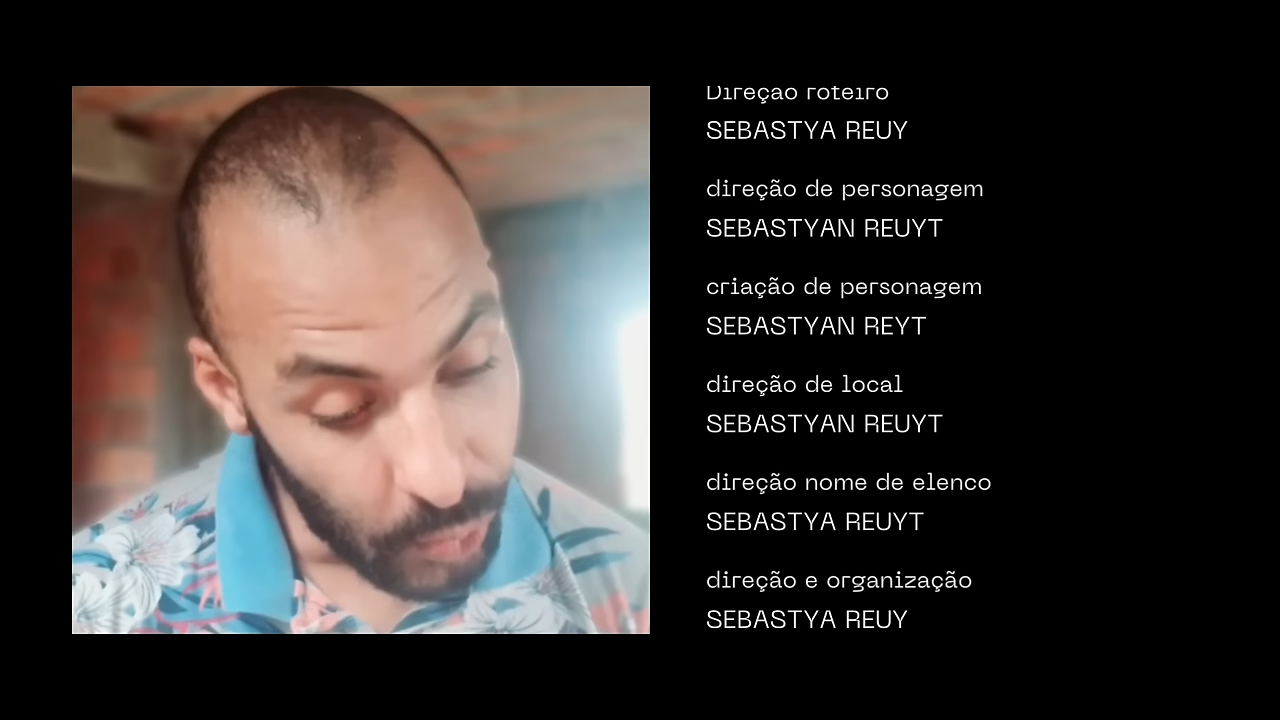 Direção roteiro
SEBASTYA REUY
direção de personagem
SEBASTYAN REUYT
criação de personagem
SEBASTYAN REYT
direção de local
SEBASTYAN REUYT
direção nome de elenco
SEBASTYA REUYT
direção e organização
SEBASTYA REUY